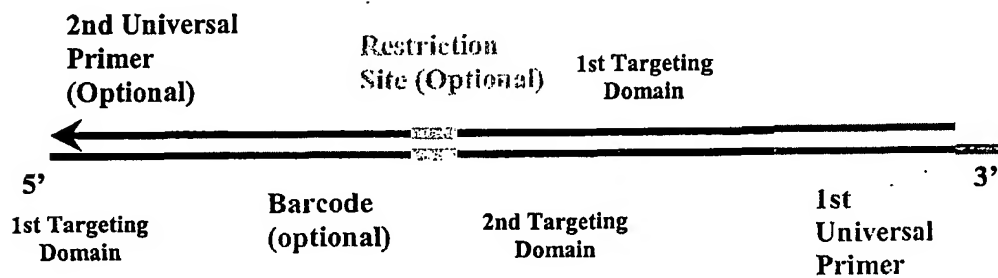 2nd Universal
Primer
(Optional)
Restriction
Site (Optional)
1st Targeting
Domain
5'
3'
1st Targeting
Domain
Barcode
(optional)
2nd Targeting
Domain
1st
Universal
Primer